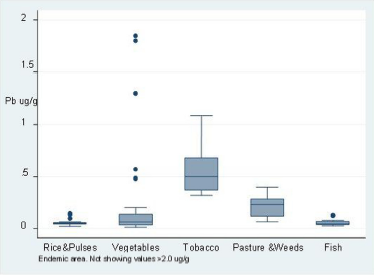 2
1.5
Pb ug/g
1
.5
0
Rice&Pulses Vegetables Tobacco Pasture &Weeds Fish
Endemic area. Not showing values >2.0 ug/g